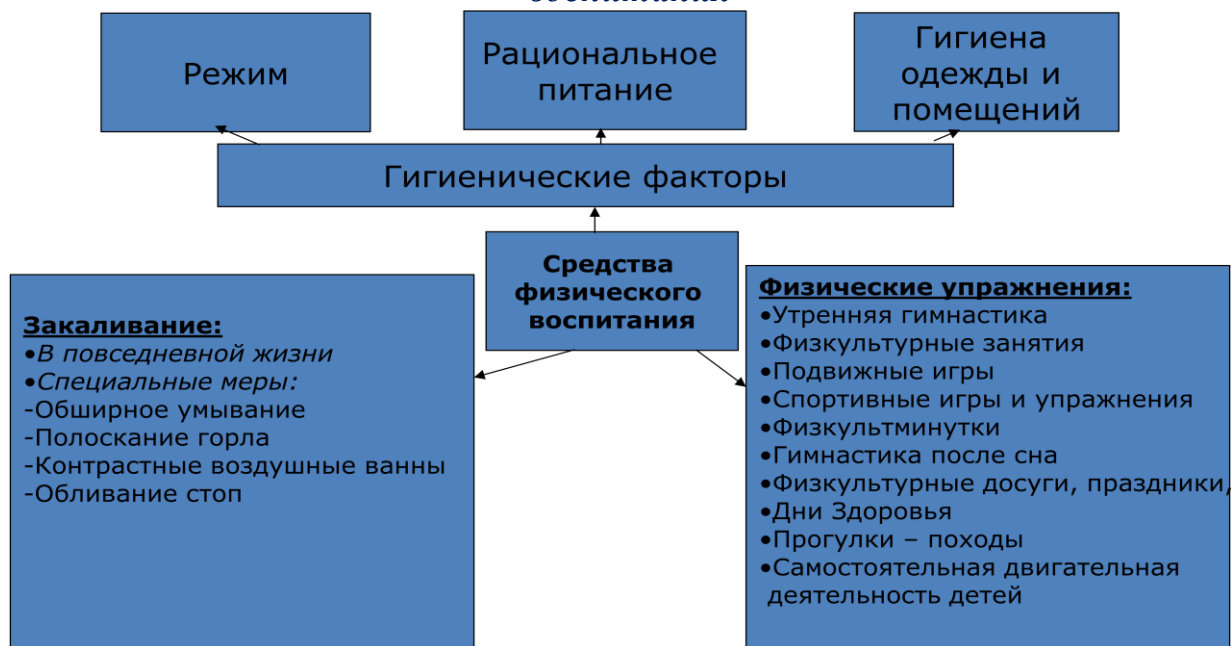 Режим
Рациональное
питание
Гигиена
одежды и
помещений
Гигиенические факторы
Средства
физического
воспитания
Закаливание:
•В повседневной жизни
•Специальные меры:
-Обширное умывание
-Полоскание горла
-Контрастные воздушные ванны
-Обливание стоп
Физические упражнения:
•Утренняя гимнастика
•Физкультурные занятия
•Подвижные игры
•Спортивные игры и упражнения
•Физкультминутки
•Гимнастика после сна
•Физкультурные досуги, праздники,
•Дни Здоровья
•Прогулки – походы
•Самостоятельная двигательная
деятельность детей